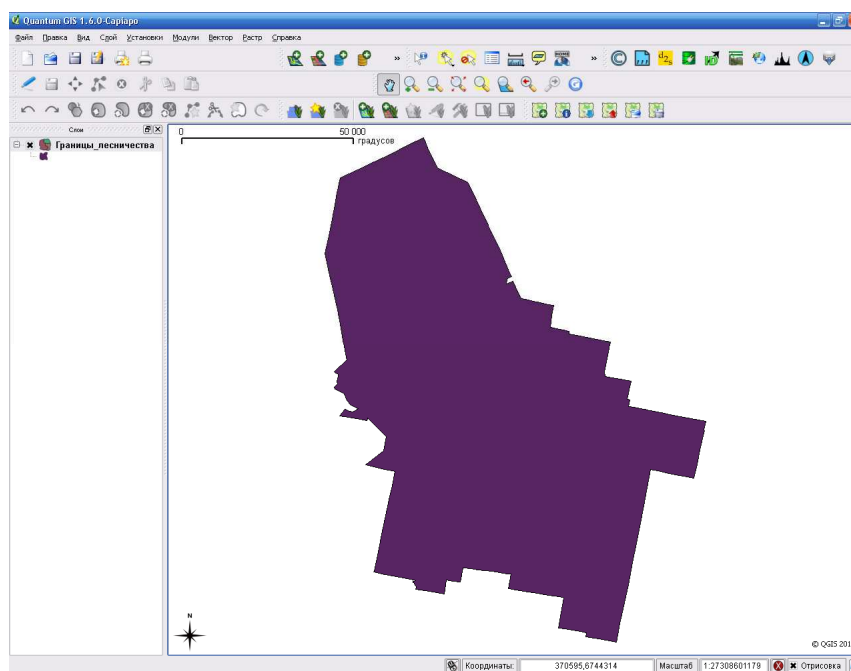 Quantum GIS 1.6.0-Capiapo
Файл Правка Вид Слой Установки Модули Вектор Растр Справка
Слои
Границы_лесничества
0 50 000
градусов
N
© QGIS 201
Координаты: 370595,6744314 Масштаб 1:27308601179 Отрисовка